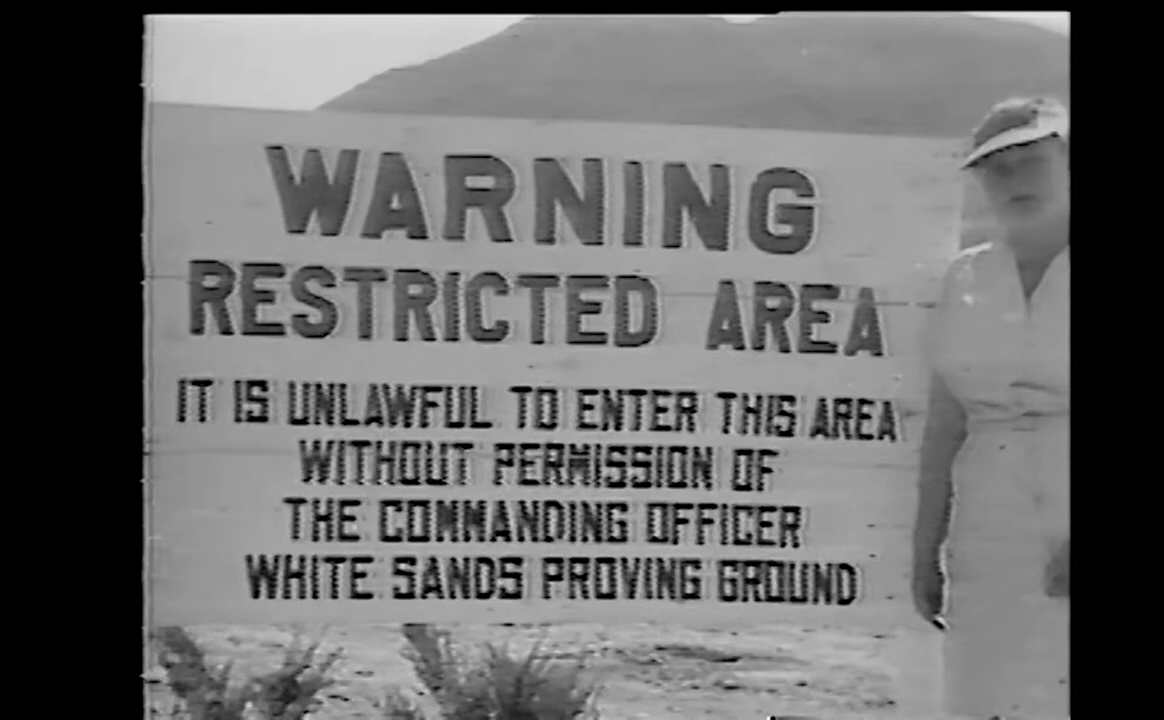 WARNING
RESTRICTED AREA
IT IS UNLAWFUL TO ENTER THIS AREA
WITHOUT PERMISSION OF
THE COMMANDING OFFICER
WHITE SANDS PROVING GROUND